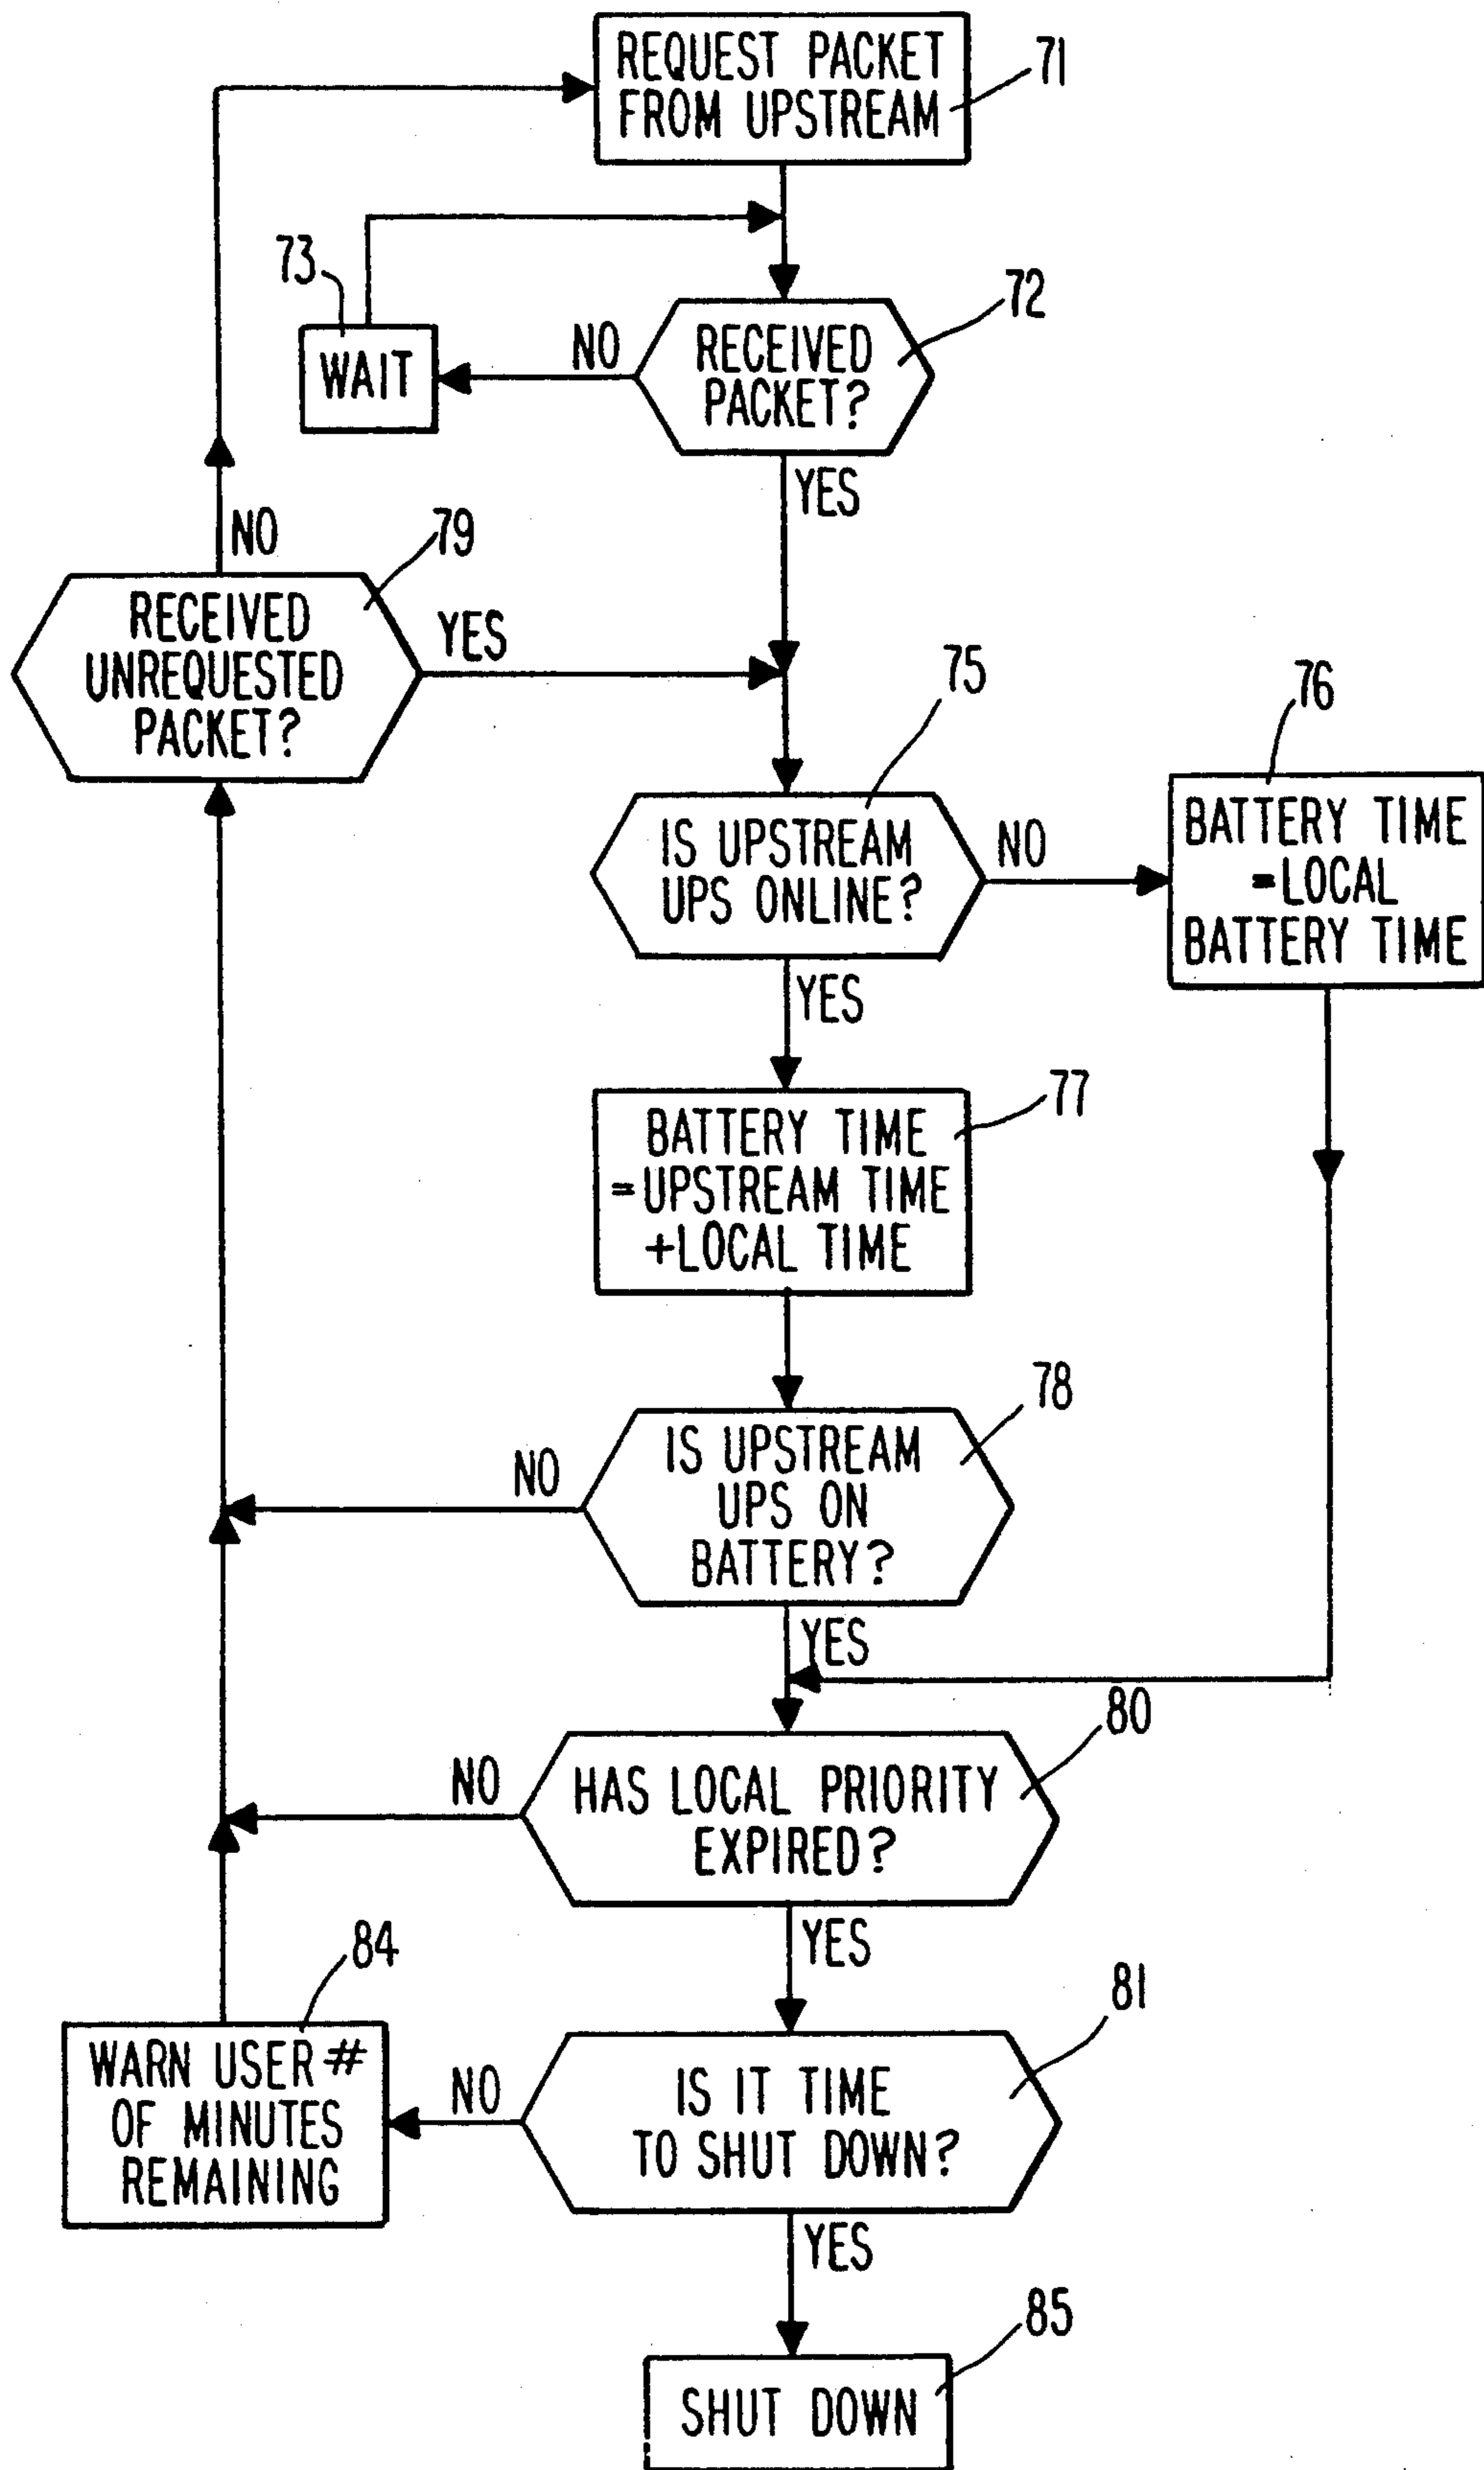 REQUEST PACKET
FROM UPSTREAM
71
73
WAIT
NO
RECEIVED
PACKET?
72
YES
NO
79
RECEIVED
UNREQUESTED
PACKET?
YES
75
IS UPSTREAM
UPS ONLINE?
NO
76
BATTERY TIME
=LOCAL
BATTERY TIME
YES
77
BATTERY TIME
=UPSTREAM TIME
+LOCAL TIME
78
IS UPSTREAM
UPS ON
BATTERY?
NO
YES
80
HAS LOCAL PRIORITY
EXPIRED?
NO
YES
84
WARN USER #
OF MINUTES
REMAINING
NO
81
IS IT TIME
TO SHUT DOWN?
YES
85
SHUT DOWN